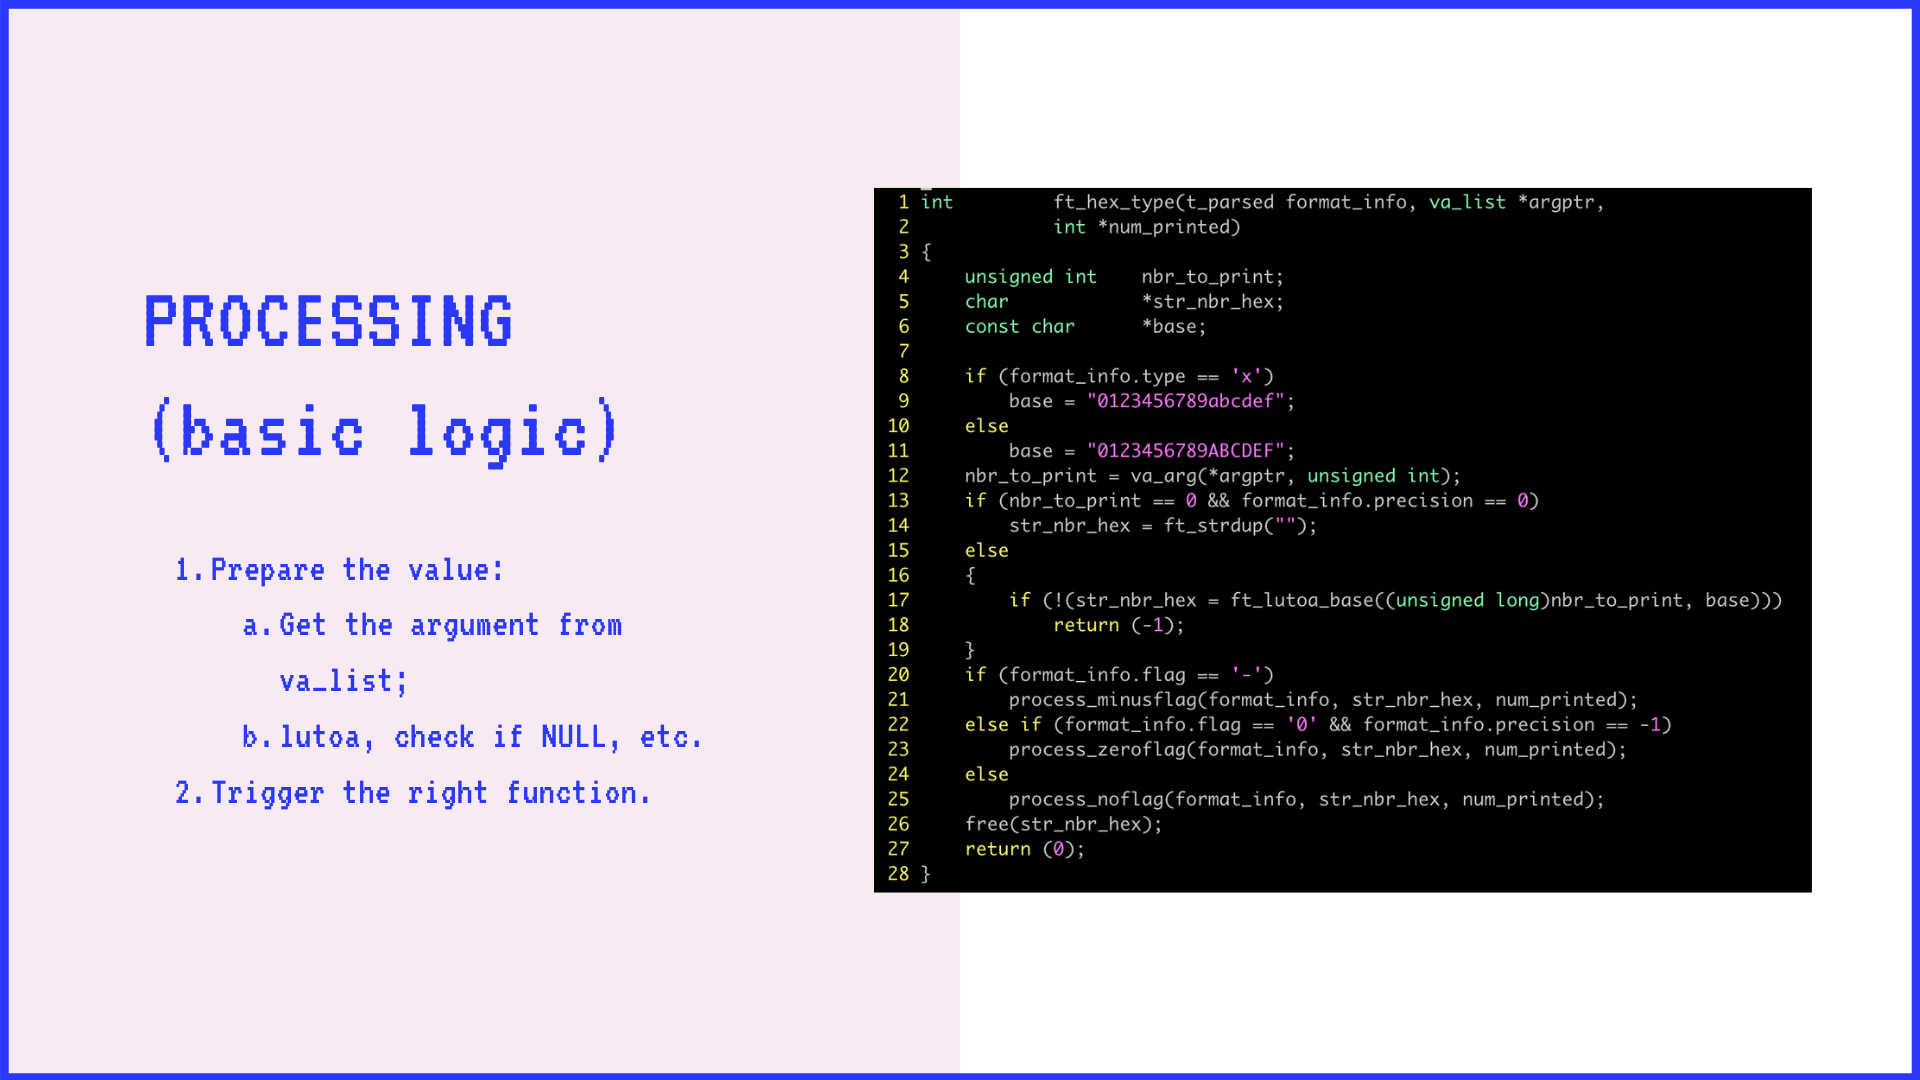 PROCESSING
(basic logic)
1. Prepare the value:
a. Get the argument from
va_list;
b. lutoa, check if NULL, etc.
2. Trigger the right function.
1 int ft_hex_type(t_parsed format_info, va_list *argptr,
2 int *num_printed)
3 {
4 unsigned int nbr_to_print;
5 char *str_nbr_hex;
6 const char *base;
7
8 if (format_info.type == 'x')
9 base = "0123456789abcdef";
10 else
11 base = "0123456789ABCDEF";
12 nbr_to_print = va_arg(*argptr, unsigned int);
13 if (nbr_to_print == 0 && format_info.precision == 0)
14 str_nbr_hex = ft_strdup("");
15 else
16 {
17 if (!(str_nbr_hex = ft_lutoa_base((unsigned long)nbr_to_print, base)))
18 return (-1);
19 }
20 if (format_info.flag == '-')
21 process_minusflag(format_info, str_nbr_hex, num_printed);
22 else if (format_info.flag == '0' && format_info.precision == -1)
23 process_zeroflag(format_info, str_nbr_hex, num_printed);
24 else
25 process_noflag(format_info, str_nbr_hex, num_printed);
26 free(str_nbr_hex);
27 return (0);
28 }